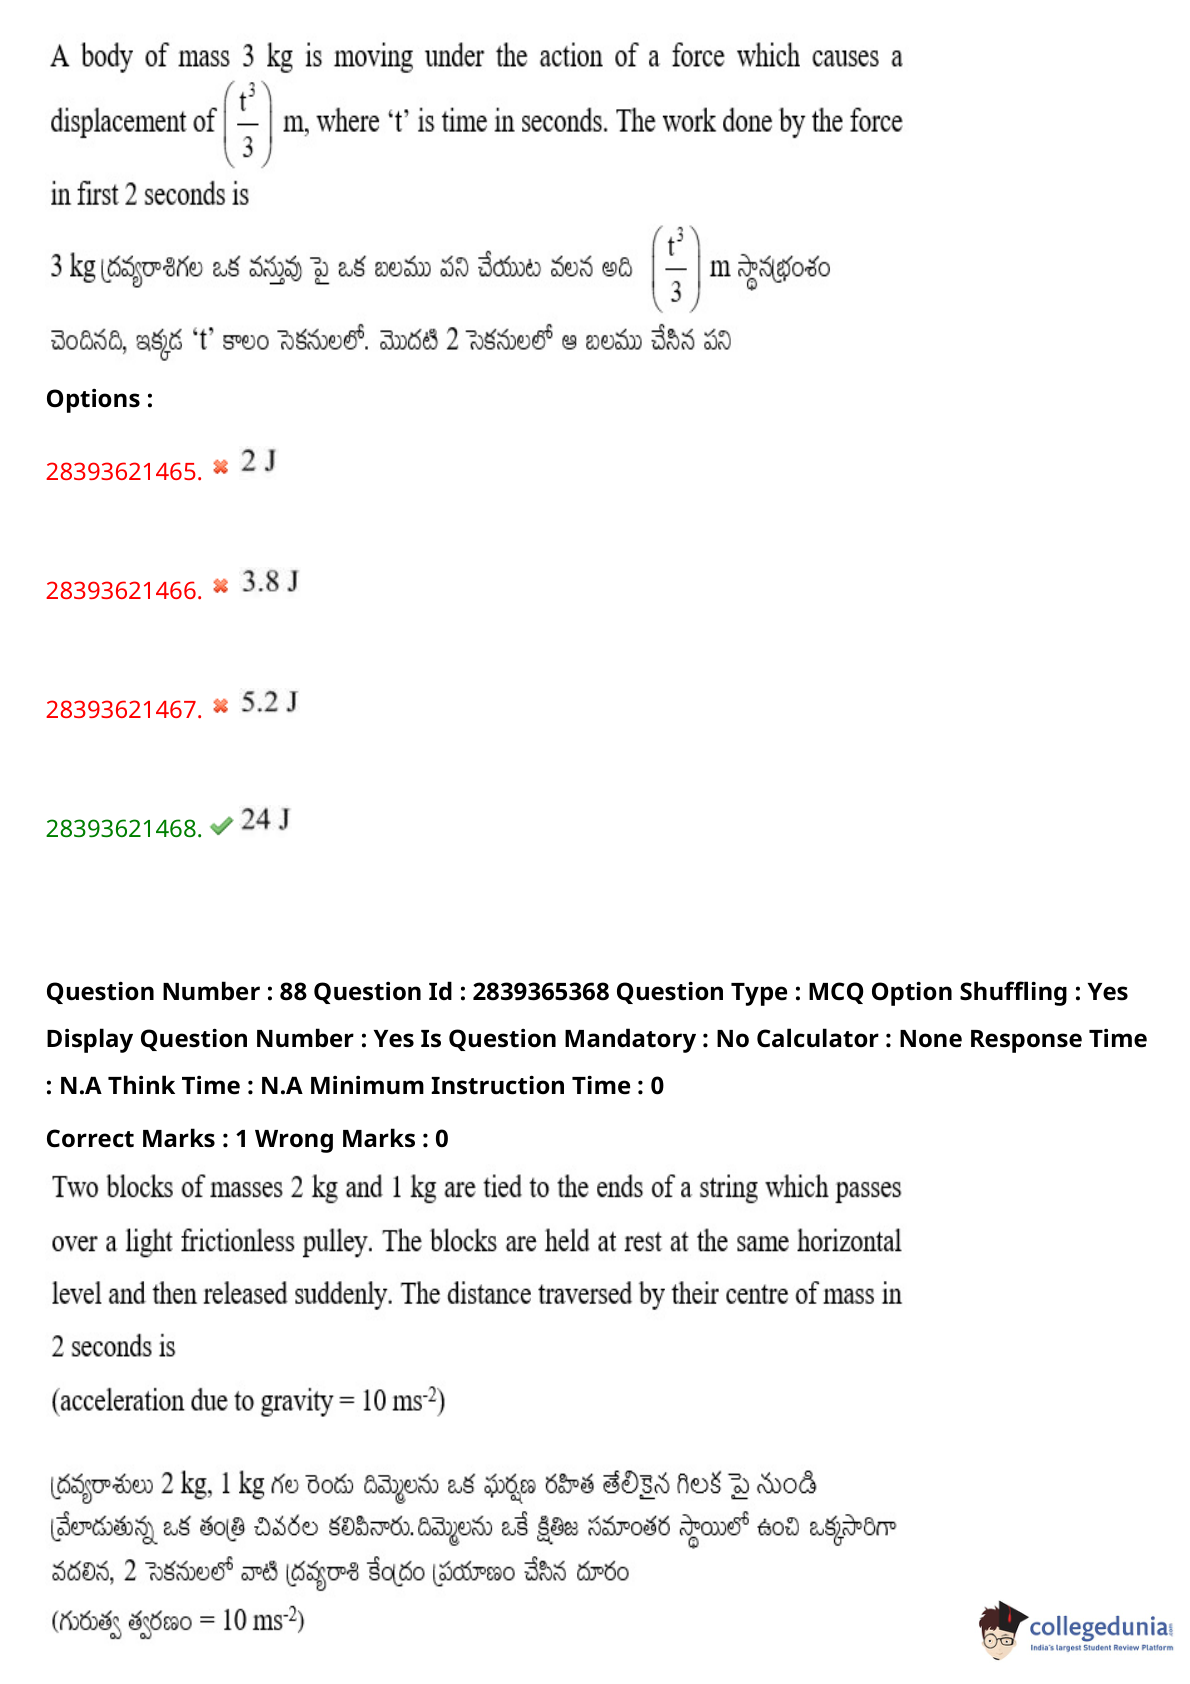 A body of mass 3 kg is moving under the action of a force which causes a
displacement of (t³/3) m, where ‘t’ is time in seconds. The work done by the force
in first 2 seconds is
3 kg ద్రవ్యరాశిగల ఒక వస్తువు పై ఒక బలము పని చేయుట వలన అది (t³/3) m స్థానభ్రంశం
చెందినది, ఇక్కడ ‘t’ కాలం సెకనులలో. మొదటి 2 సెకనులలో ఆ బలము చేసిన పని
Options :
28393621465. ✖ 2 J
28393621466. ✖ 3.8 J
28393621467. ✖ 5.2 J
28393621468. ✔ 24 J
Question Number : 88 Question Id : 2839365368 Question Type : MCQ Option Shuffling : Yes
Display Question Number : Yes Is Question Mandatory : No Calculator : None Response Time
: N.A Think Time : N.A Minimum Instruction Time : 0
Correct Marks : 1 Wrong Marks : 0
Two blocks of masses 2 kg and 1 kg are tied to the ends of a string which passes
over a light frictionless pulley. The blocks are held at rest at the same horizontal
level and then released suddenly. The distance traversed by their centre of mass in
2 seconds is
(acceleration due to gravity = 10 ms⁻²)
ద్రవ్యరాశులు 2 kg, 1 kg గల రెండు దిమ్మెలను ఒక ఘర్షణ రహిత తేలికైన గిలక పై నుండి
వ్రేలాడుతున్న ఒక తంత్రి చివరల కలిపినారు. దిమ్మెలను ఒకే క్షితిజ సమాంతర స్థాయిలో ఉంచి ఒక్కసారిగా
వదలిన, 2 సెకనులలో వాటి ద్రవ్యరాశి కేంద్రం ప్రయాణం చేసిన దూరం
(గురుత్వ త్వరణం = 10 ms⁻²)
collegedunia.com
India's largest Student Review Platform